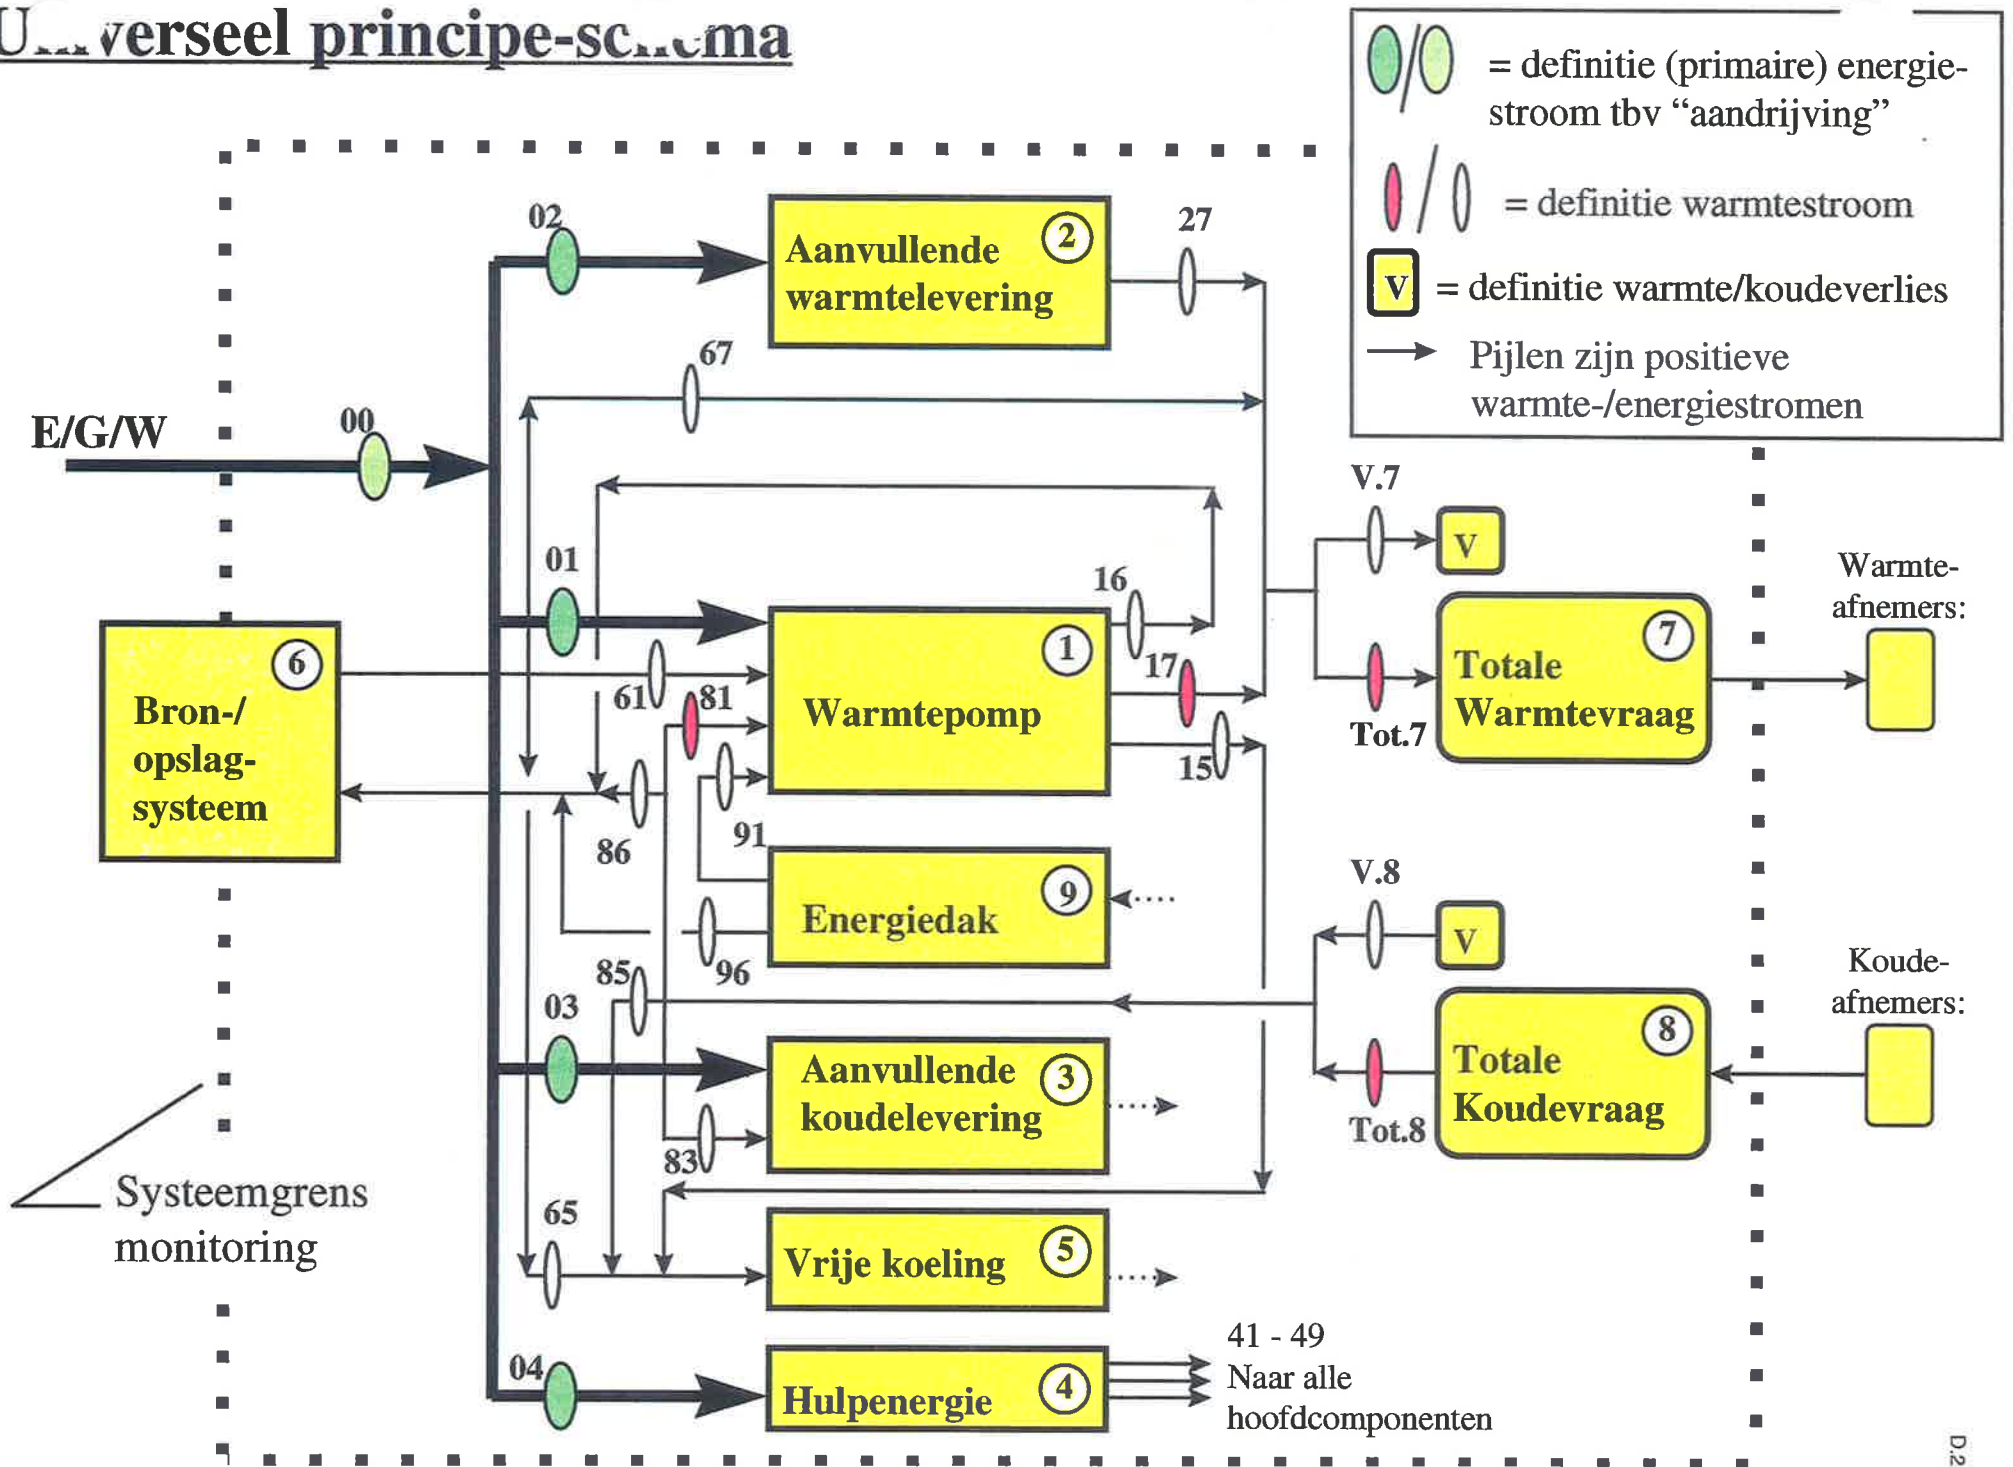 principe-schema
= definitie (primaire) energie-
stroom tbv “aandrijving”
= definitie warmtestroom
V = definitie warmte/koudeverlies
Pijlen zijn positieve
warmte-/energiestromen
E/G/W
00
02
Aanvullende
warmtelevering
2
27
67
01
16
61
81
17
15
Warmtepomp
1
6
Bron-/
opslag-
systeem
86
91
V.7
V
Totale
Warmtevraag
7
Tot.7
Warmte-
afnemers:
Energiedak
9
96
85
03
Aanvullende
koudelevering
3
83
V.8
V
Totale
Koudevraag
8
Tot.8
Koude-
afnemers:
Systeemgrens
monitoring
65
Vrije koeling
5
04
Hulpenergie
4
41 - 49
Naar alle
hoofdcomponenten
D.2